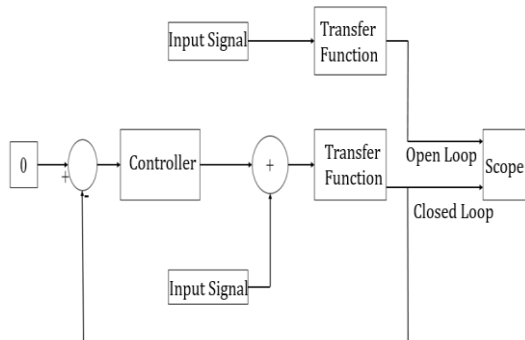 Input Signal
Transfer
Function
0
+
-
Controller
+
Transfer
Function
Open Loop
Scope
Closed Loop
Input Signal